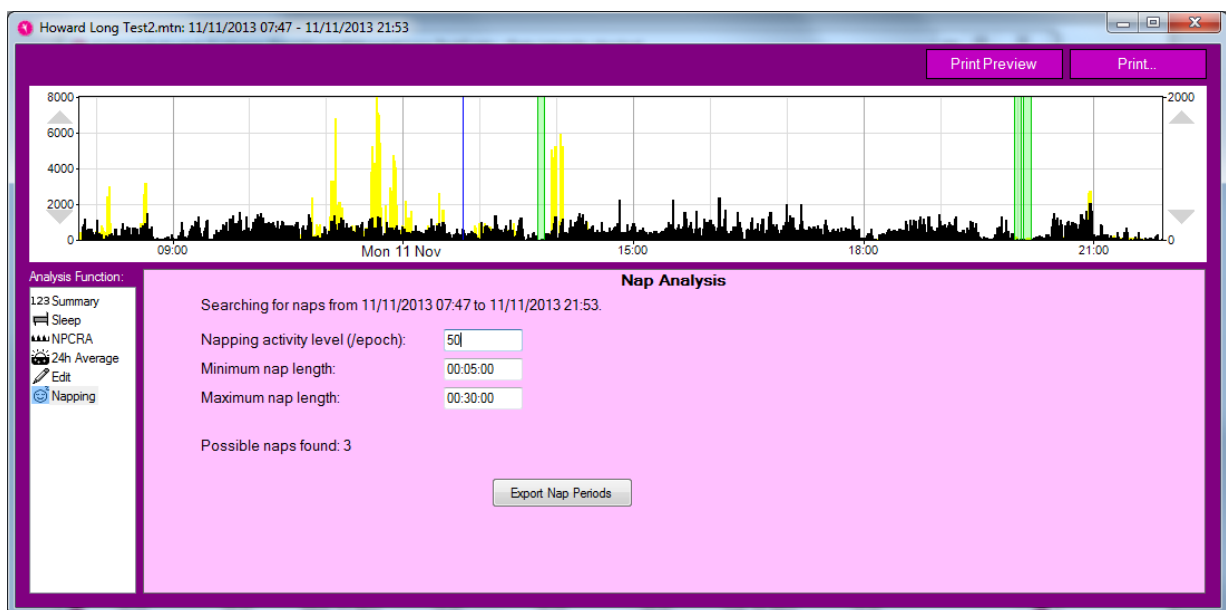 Howard Long Test2.mtn: 11/11/2013 07:47 - 11/11/2013 21:53
Print Preview Print...
8000 2000
6000
4000
2000
0 0
09:00 Mon 11 Nov 15:00 18:00 21:00
Analysis Function:
Nap Analysis
123 Summary
Sleep
NPCRA
24h Average
Edit
Napping
Searching for naps from 11/11/2013 07:47 to 11/11/2013 21:53.
Napping activity level (/epoch): 50
Minimum nap length: 00:05:00
Maximum nap length: 00:30:00
Possible naps found: 3
Export Nap Periods